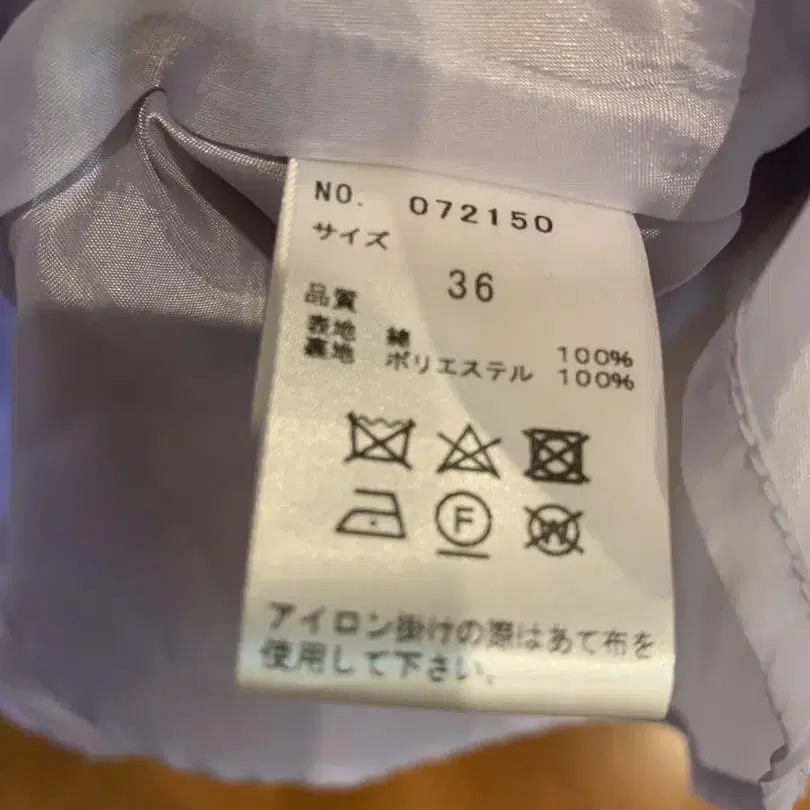 NO. 072150
サイズ
36
品質
表地 綿 100%
裏地 ポリエステル 100%
F
W
アイロン掛けの際はあて布を
使用して下さい。